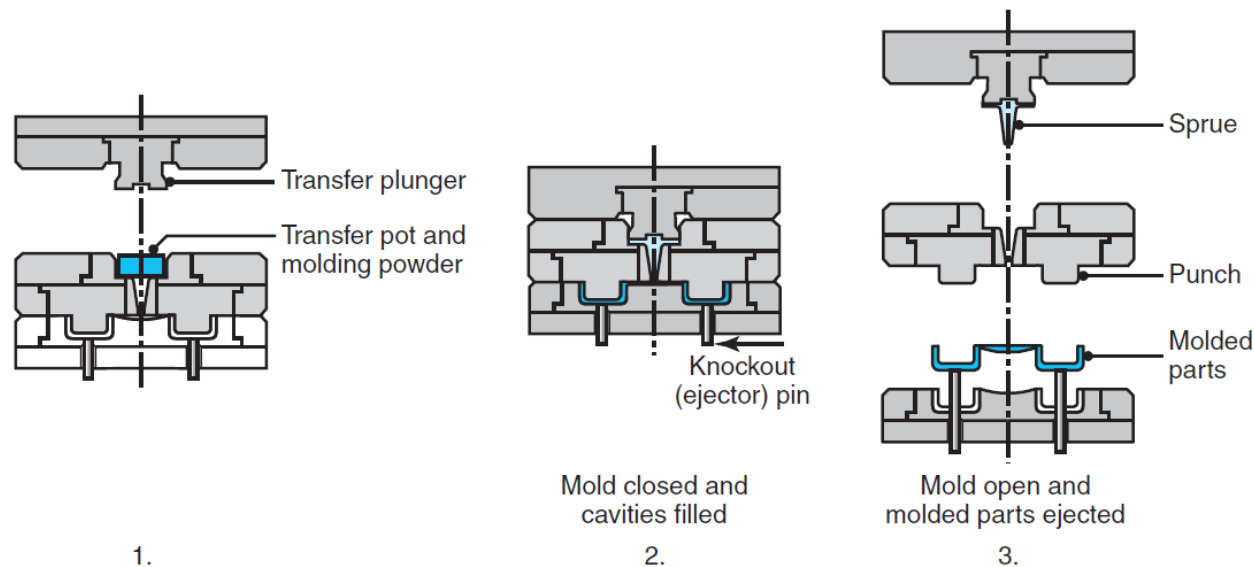 Transfer plunger
Transfer pot and
molding powder
1.
Knockout
(ejector) pin
Mold closed and
cavities filled
2.
Sprue
Punch
Molded
parts
Mold open and
molded parts ejected
3.